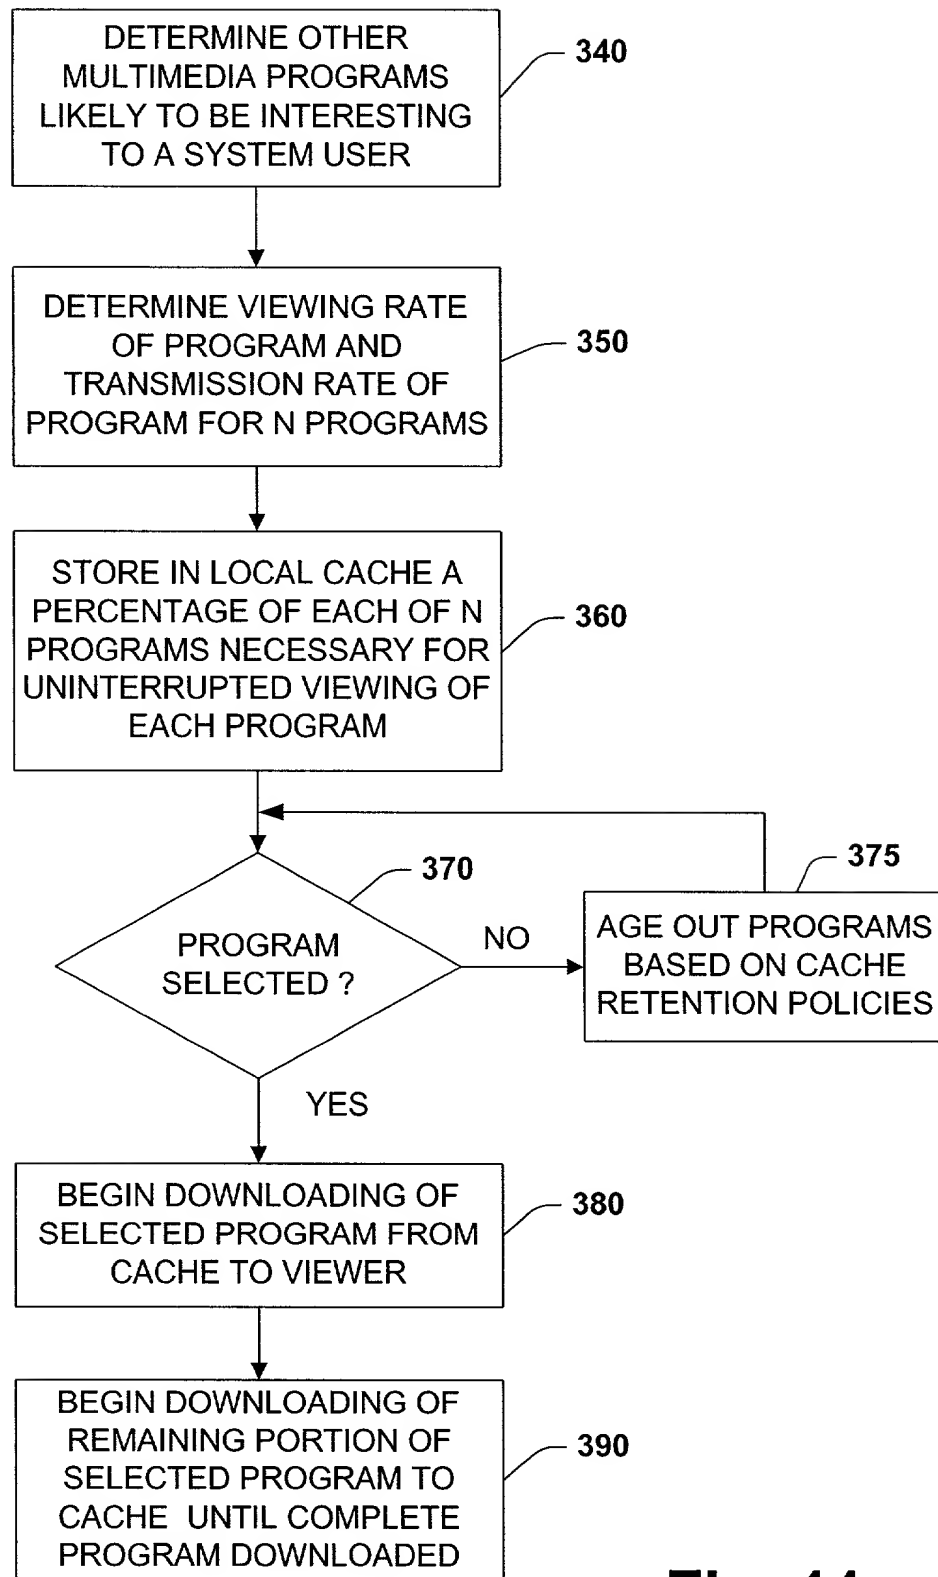 DETERMINE OTHER
MULTIMEDIA PROGRAMS
LIKELY TO BE INTERESTING
TO A SYSTEM USER
340
DETERMINE VIEWING RATE
OF PROGRAM AND
TRANSMISSION RATE OF
PROGRAM FOR N PROGRAMS
350
STORE IN LOCAL CACHE A
PERCENTAGE OF EACH OF N
PROGRAMS NECESSARY FOR
UNINTERRUPTED VIEWING OF
EACH PROGRAM
360
PROGRAM
SELECTED ?
370
NO
AGE OUT PROGRAMS
BASED ON CACHE
RETENTION POLICIES
375
YES
BEGIN DOWNLOADING OF
SELECTED PROGRAM FROM
CACHE TO VIEWER
380
BEGIN DOWNLOADING OF
REMAINING PORTION OF
SELECTED PROGRAM TO
CACHE UNTIL COMPLETE
PROGRAM DOWNLOADED
390